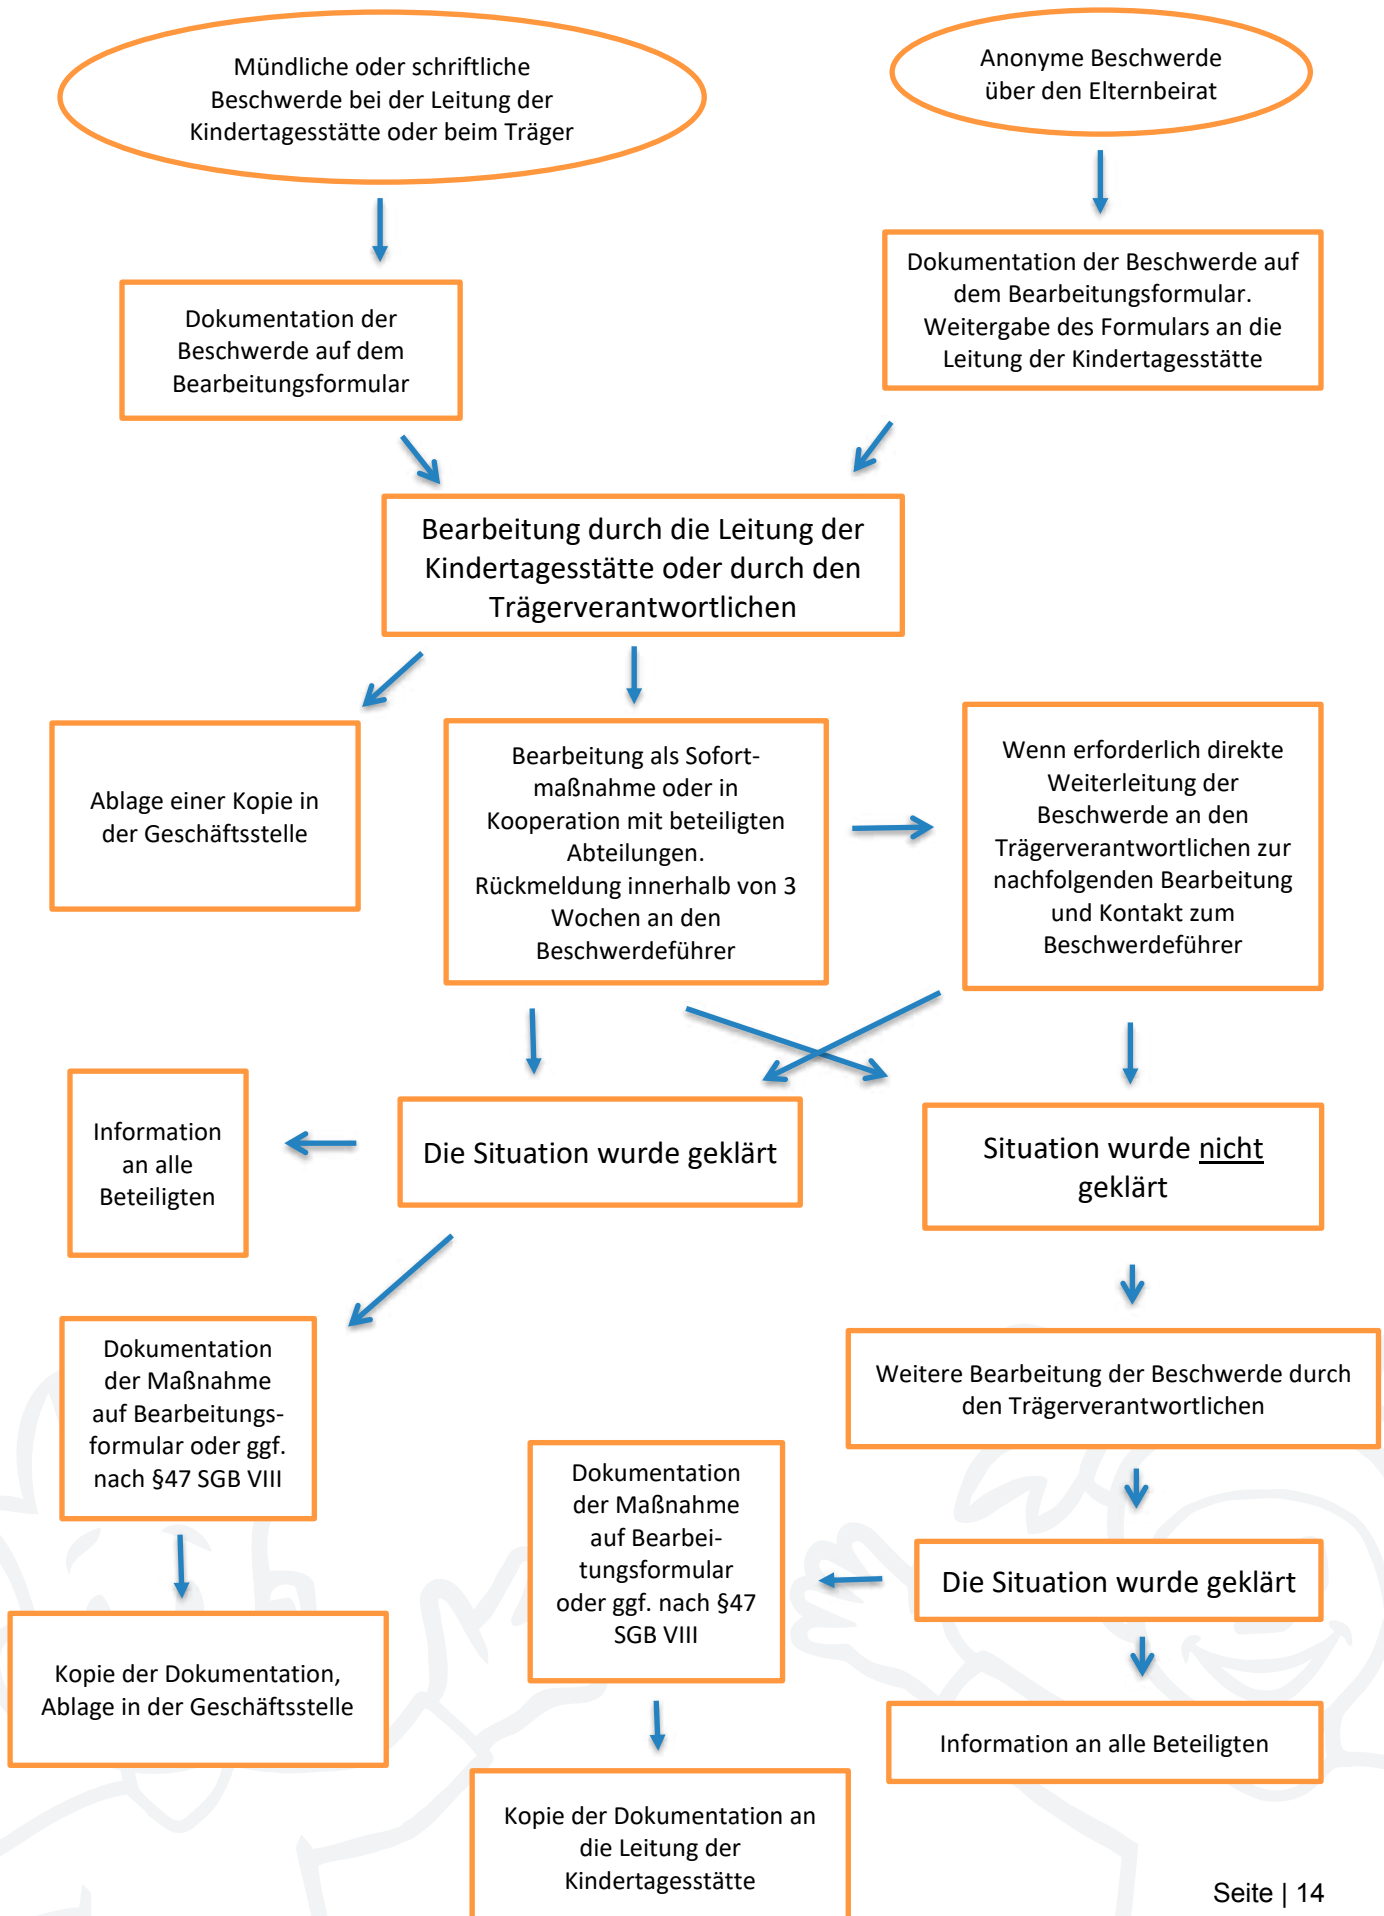 Mündliche oder schriftliche
Beschwerde bei der Leitung der
Kindertagesstätte oder beim Träger
Anonyme Beschwerde
über den Elternbeirat
Dokumentation der
Beschwerde auf dem
Bearbeitungsformular
Dokumentation der Beschwerde auf
dem Bearbeitungsformular.
Weitergabe des Formulars an die
Leitung der Kindertagesstätte
Bearbeitung durch die Leitung der
Kindertagesstätte oder durch den
Trägerverantwortlichen
Ablage einer Kopie in
der Geschäftsstelle
Bearbeitung als Sofort-
maßnahme oder in
Kooperation mit beteiligten
Abteilungen.
Rückmeldung innerhalb von 3
Wochen an den
Beschwerdeführer
Wenn erforderlich direkte
Weiterleitung der
Beschwerde an den
Trägerverantwortlichen zur
nachfolgenden Bearbeitung
und Kontakt zum
Beschwerdeführer
Information
an alle
Beteiligten
Die Situation wurde geklärt
Situation wurde nicht
geklärt
Dokumentation
der Maßnahme
auf Bearbeitungs-
formular oder ggf.
nach §47 SGB VIII
Weitere Bearbeitung der Beschwerde durch
den Trägerverantwortlichen
Dokumentation
der Maßnahme
auf Bearbei-
tungsformular
oder ggf. nach §47
SGB VIII
Die Situation wurde geklärt
Kopie der Dokumentation,
Ablage in der Geschäftsstelle
Information an alle Beteiligten
Kopie der Dokumentation an
die Leitung der
Kindertagesstätte
Seite | 14